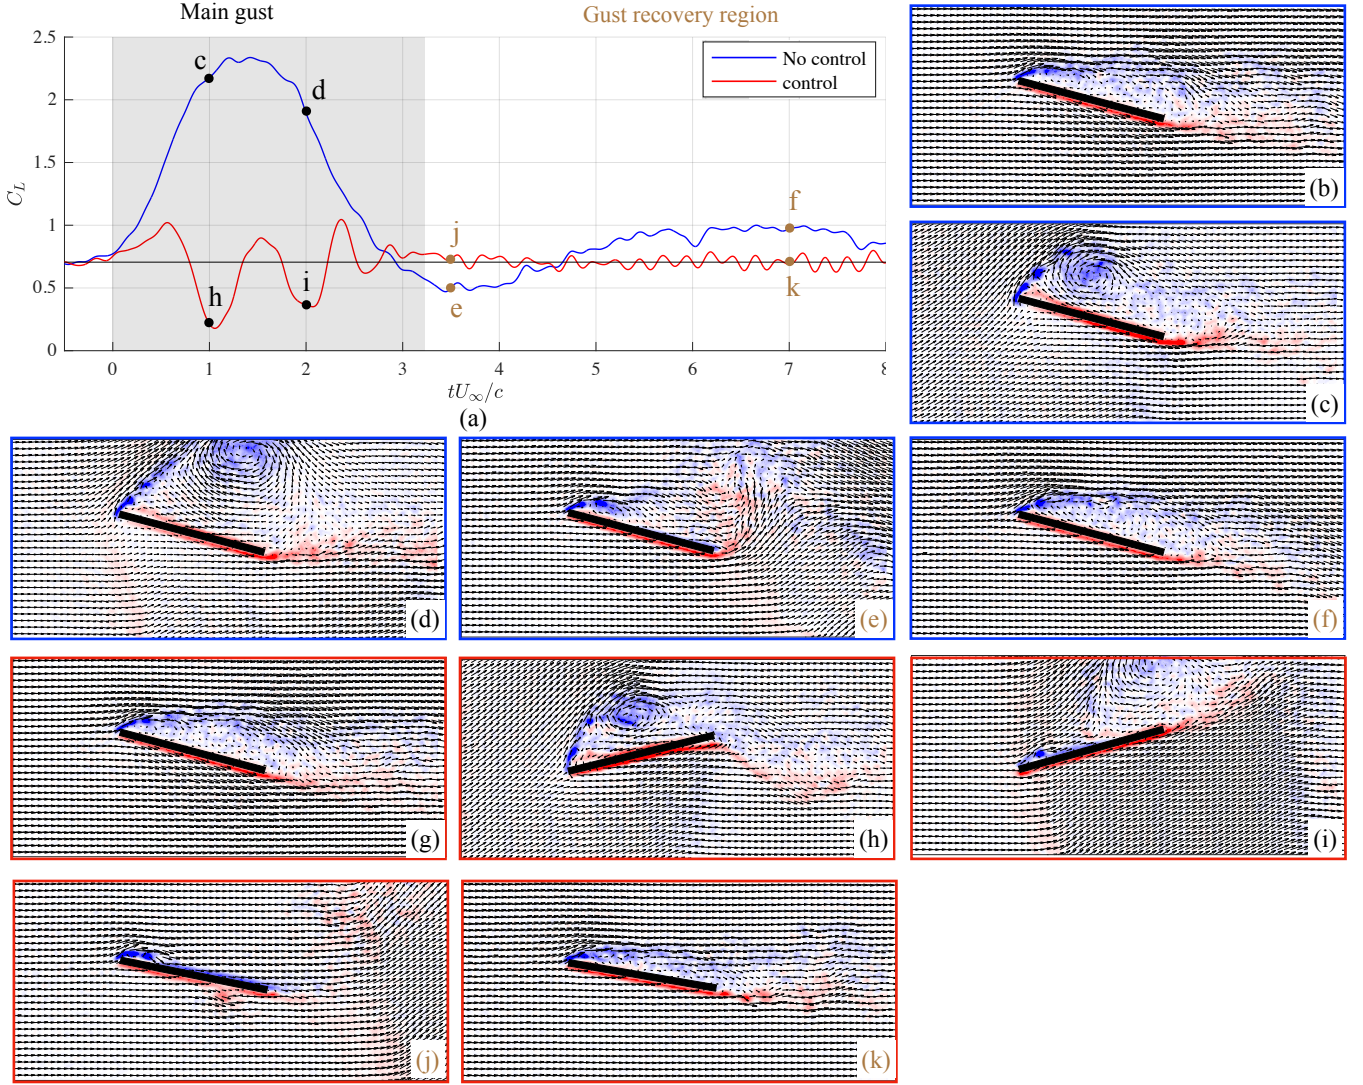 Main gust
Gust recovery region
2.5
2
1.5
1
0.5
0
C_L
c
d
h
i
j
e
f
k
No control
control
0 1 2 3 4 5 6 7 8
tU∞/c
(a)
(b)
(c)
(d)
(e)
(f)
(g)
(h)
(i)
(j)
(k)